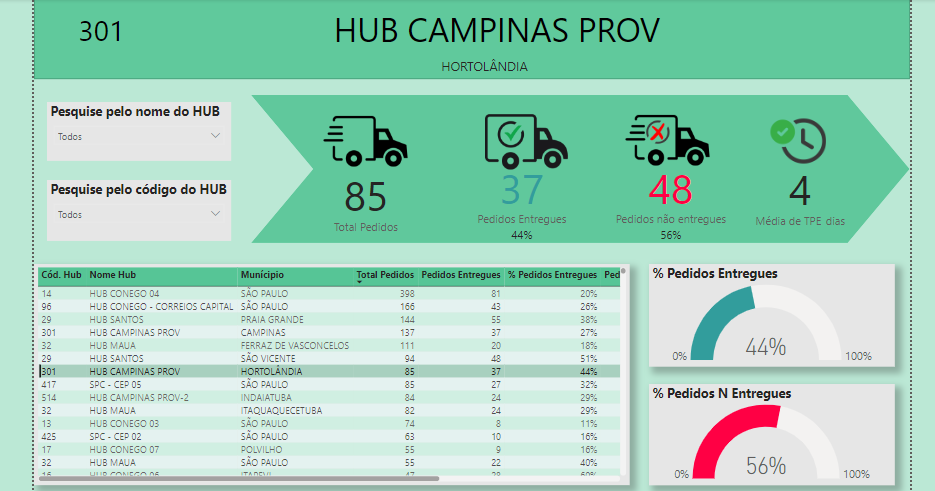 301
HUB CAMPINAS PROV
HORTOLÂNDIA
Pesquise pelo nome do HUB
Todos
Pesquise pelo código do HUB
Todos
85
Total Pedidos
37
Pedidos Entregues
44%
48
Pedidos não entregues
56%
4
Média de TPE dias
Cód. Hub Nome Hub Município Total Pedidos Pedidos Entregues % Pedidos Entregues Ped
14 HUB CONEGO 04 SÃO PAULO 398 81 20%
96 HUB CONEGO - CORREIOS CAPITAL SÃO PAULO 166 43 26%
29 HUB SANTOS PRAIA GRANDE 144 55 38%
301 HUB CAMPINAS PROV CAMPINAS 137 37 27%
32 HUB MAUA FERRAZ DE VASCONCELOS 111 20 18%
29 HUB SANTOS SÃO VICENTE 94 48 51%
301 HUB CAMPINAS PROV HORTOLÂNDIA 85 37 44%
417 SPC - CEP 05 SÃO PAULO 85 27 32%
514 HUB CAMPINAS PROV-2 INDAIATUBA 84 24 29%
32 HUB MAUA ITAQUAQUECETUBA 82 24 29%
13 HUB CONEGO 03 SÃO PAULO 74 8 11%
425 SPC - CEP 02 SÃO PAULO 63 10 16%
17 HUB CONEGO 07 POLVILHO 55 9 16%
32 HUB MAUA SÃO PAULO 55 22 40%
% Pedidos Entregues
44%
0% 100%
% Pedidos N Entregues
56%
0% 100%